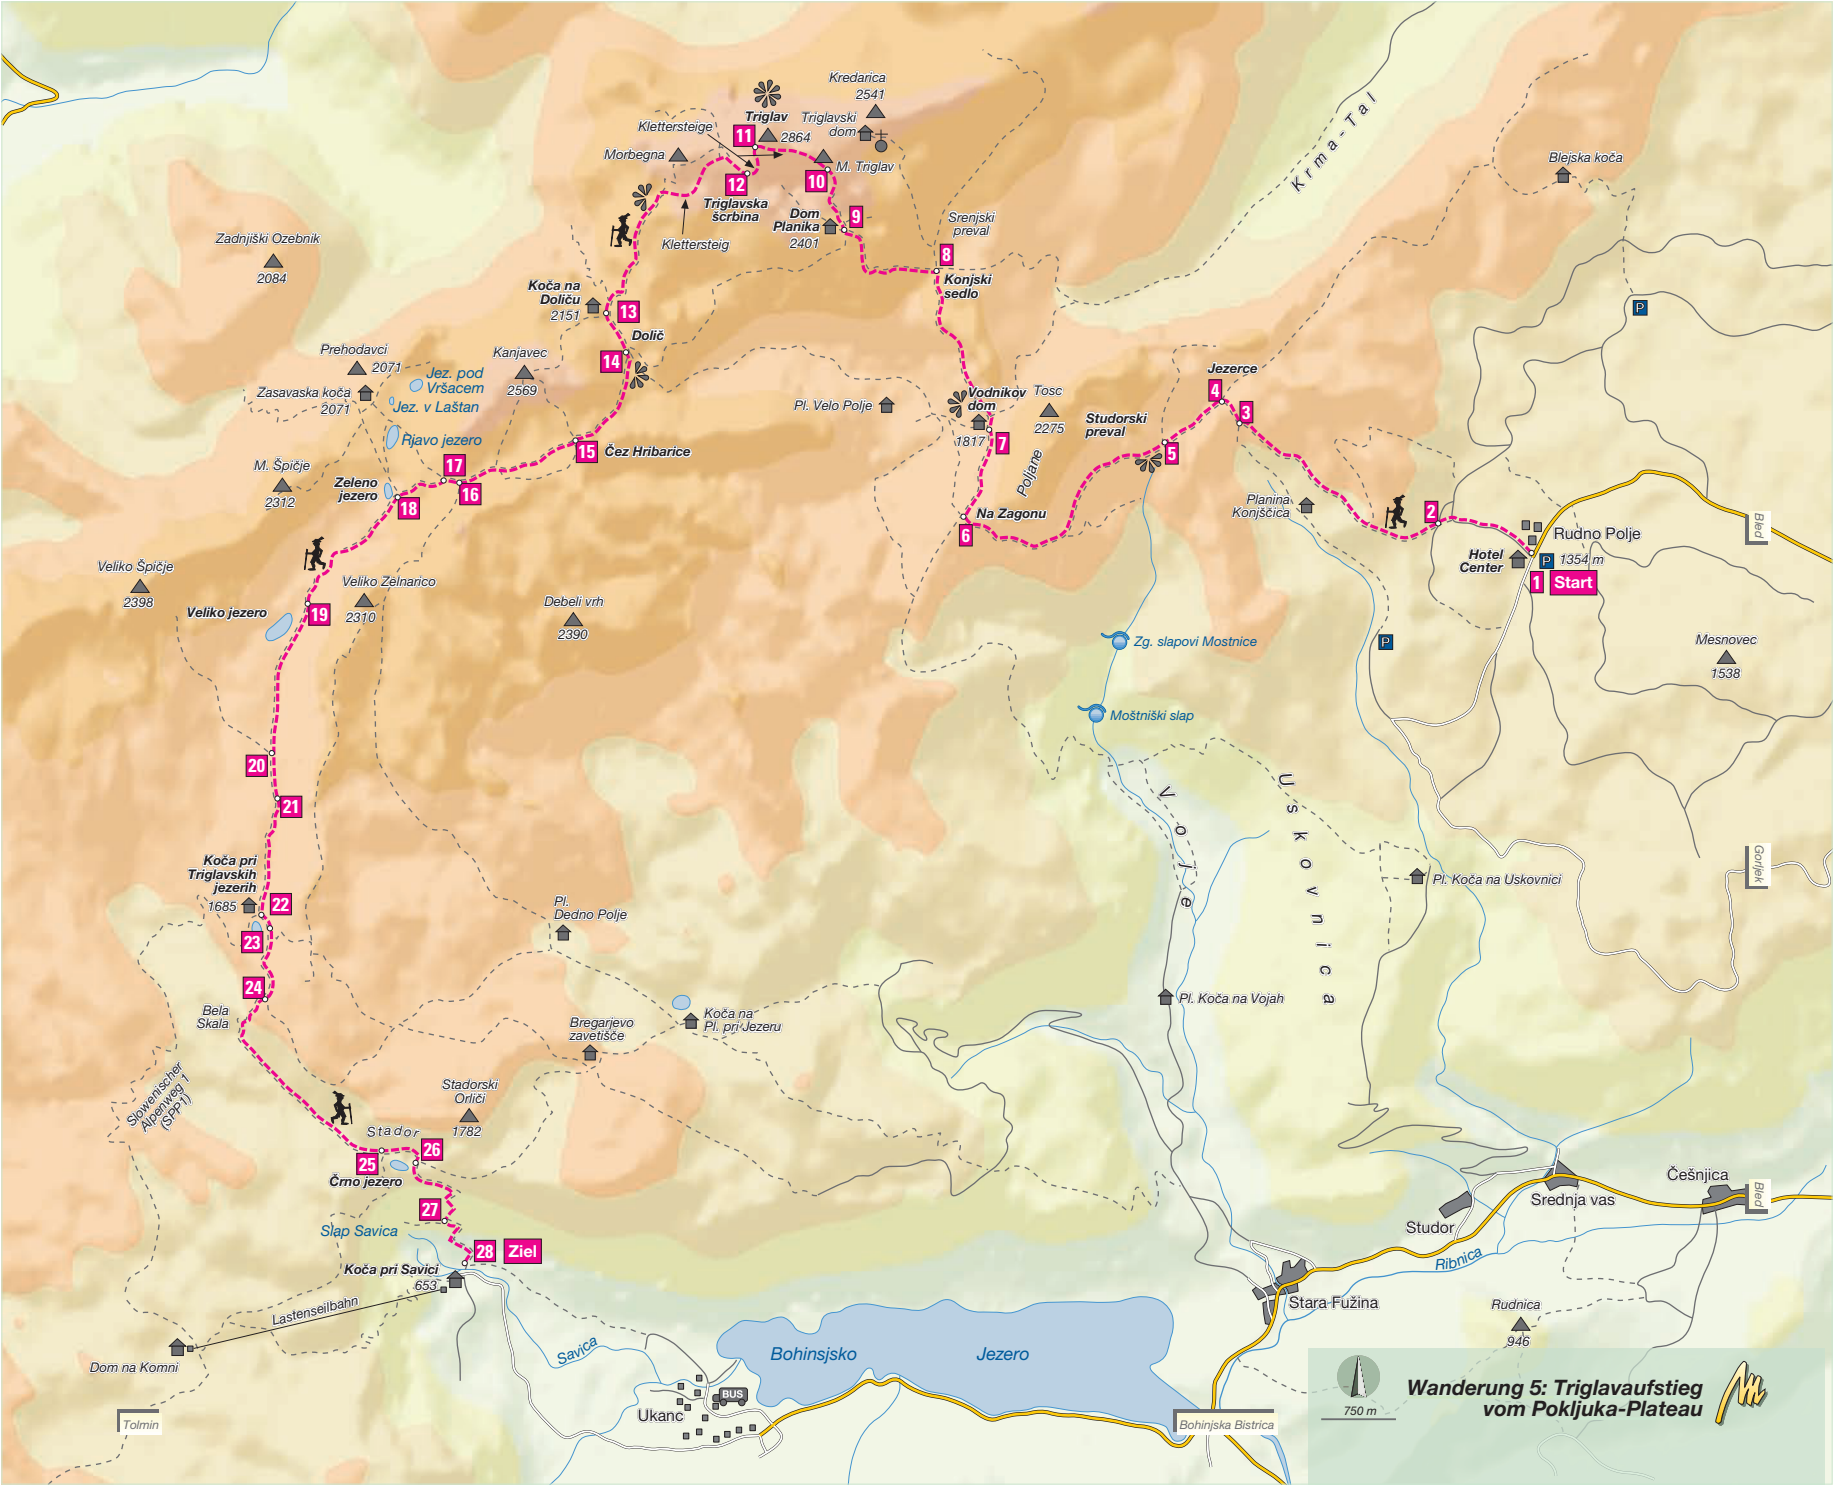 Kredarica
2541
Triglav
2864
Triglavski
dom
Klettersteige
11
Morbegna
M. Triglav
12
10
Triglavska
škrbina
Dom
Planika
2401
9
Klettersteig
Srenjski
preval
8
Konjski
sedlo
Krma-Tal
Blejska koča
P
Zadnjiški Ozebnik
2084
Koča na
Doliču
2151
13
Dolič
14
Prehodavci
2071
Zasavaska koča
2071
Jez. pod
Vršacem
Jez. v Laštan
Rjavo jezero
Kanjavec
2569
Pl. Velo Polje
Vodnikov
dom
1817
7
Tosc
2275
Poljane
Studorski
preval
5
Jezerce
4
3
15
Čez Hribarice
17
16
M. Špičje
2312
Zeleno
jezero
18
Na Zagonu
6
Planina
Konjščica
2
Rudno Polje
Hotel
Center
P
1354 m
1
Start
Bled
Veliko Špičje
2398
Veliko jezero
19
Veliko Zelnarico
2310
Debeli vrh
2390
Zg. slapovi Mostnice
P
Mesnovec
1538
Moštniški slap
20
21
Voje
Uskovnica
Koča pri
Triglavskih
jezerih
1685
22
23
24
Pl.
Dedno Polje
Pl. Koča na Uskovnici
Gorljek
Bela
Skala
Koča na
Pl. pri Jezeru
Bregarjevo
zavetišče
Pl. Koča na Vojah
Slowenischer
Alpenweg 1
(SPP1)
Stadorski
Orliči
1782
Stador
25
26
Črno jezero
27
Slap Savica
28
Ziel
Koča pri Savici
653
Lastenseilbahn
Dom na Komni
Savica
Tolmin
Ukanc
BUS
Bohinsjsko
Jezero
Češnjica
Bled
Srednja vas
Studor
Ribnica
Stara Fužina
Rudnica
946
Bohinjska Bistrica
750 m
Wanderung 5: Triglavaufstieg
vom Pokljuka-Plateau